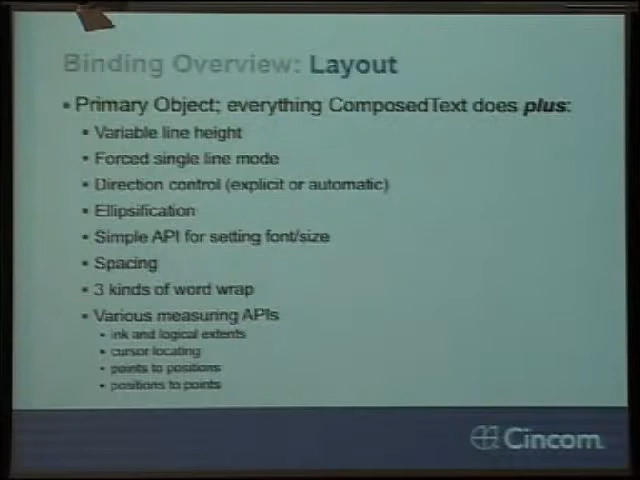 Binding Overview: Layout
• Primary Object; everything ComposedText does plus:
• Variable line height
• Forced single line mode
• Direction control (explicit or automatic)
• Ellipsification
• Simple API for setting font/size
• Spacing
• 3 kinds of word wrap
• Various measuring APIs
• ink and logical extents
• cursor locating
• points to positions
• positions to points
Cincom